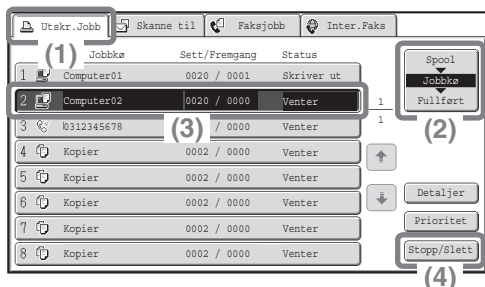 Utskr.Jobb Skanne til Faksjobb Inter.Faks
(1)
Jobbkø Sett/Fremgang Status
1 Computer01 0020 / 0001 Skriver ut
2 Computer02 0020 / 0000 Venter
3 0312345678 / 0000 Venter
(3)
4 Kopier 0002 / 0000 Venter
5 Kopier 0002 / 0000 Venter
6 Kopier 0002 / 0000 Venter
7 Kopier 0002 / 0000 Venter
8 Kopier 0002 / 0000 Venter
1
1
Spool
Jobbkø
Fullført
(2)
Detaljer
Prioritet
Stopp/Slett
(4)